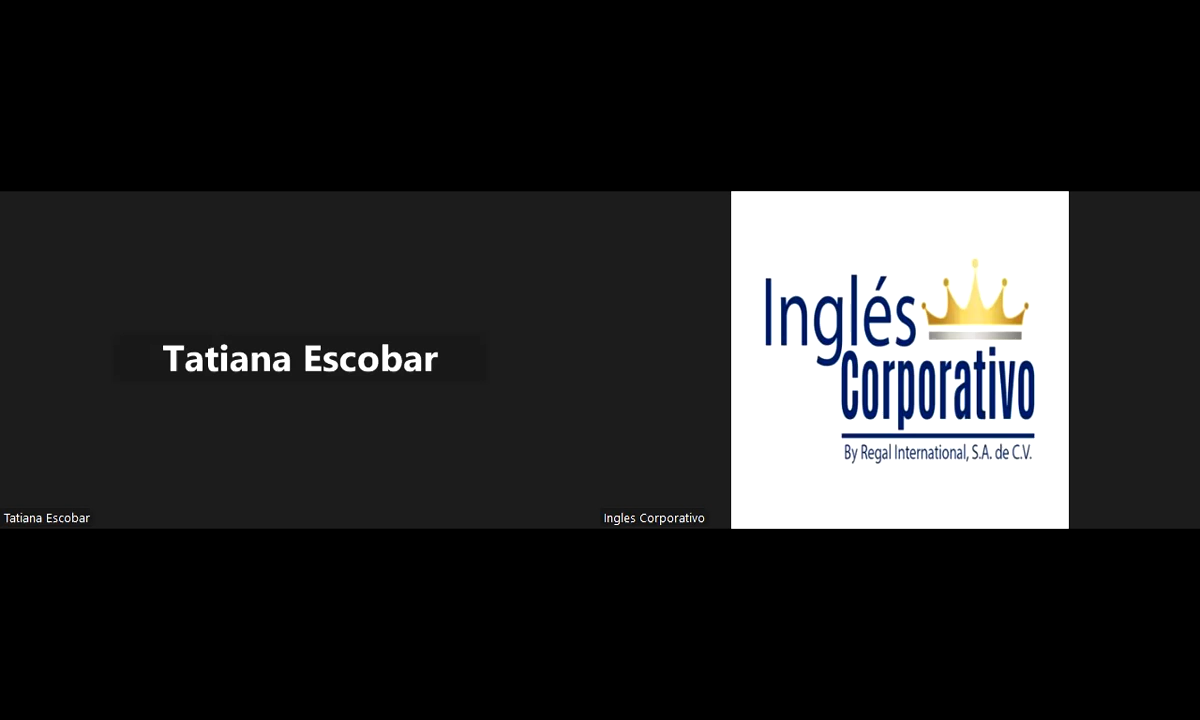 Tatiana Escobar
Tatiana Escobar
Inglés
Corporativo
By Regal International, S.A. de C.V.
Ingles Corporativo